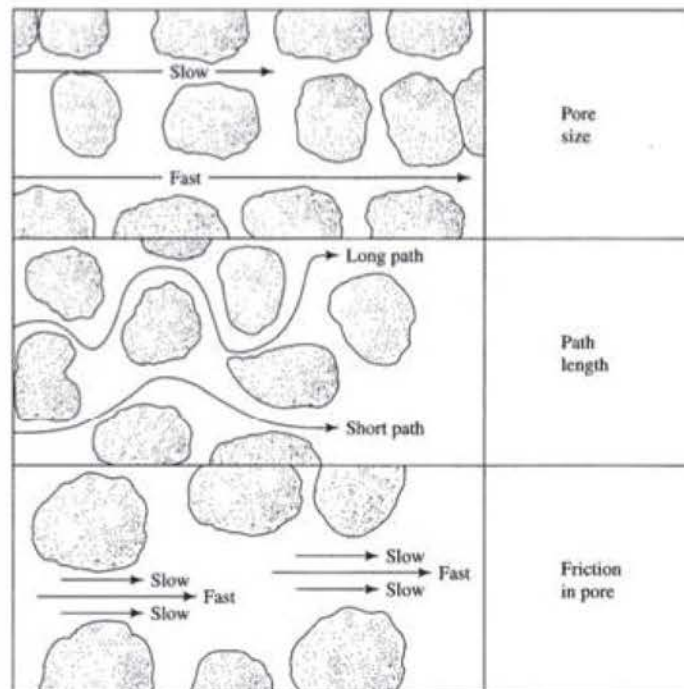 Slow
Pore
size
Fast
Long path
Path
length
Short path
Slow
Fast
Slow
Slow
Fast
Slow
Friction
in pore